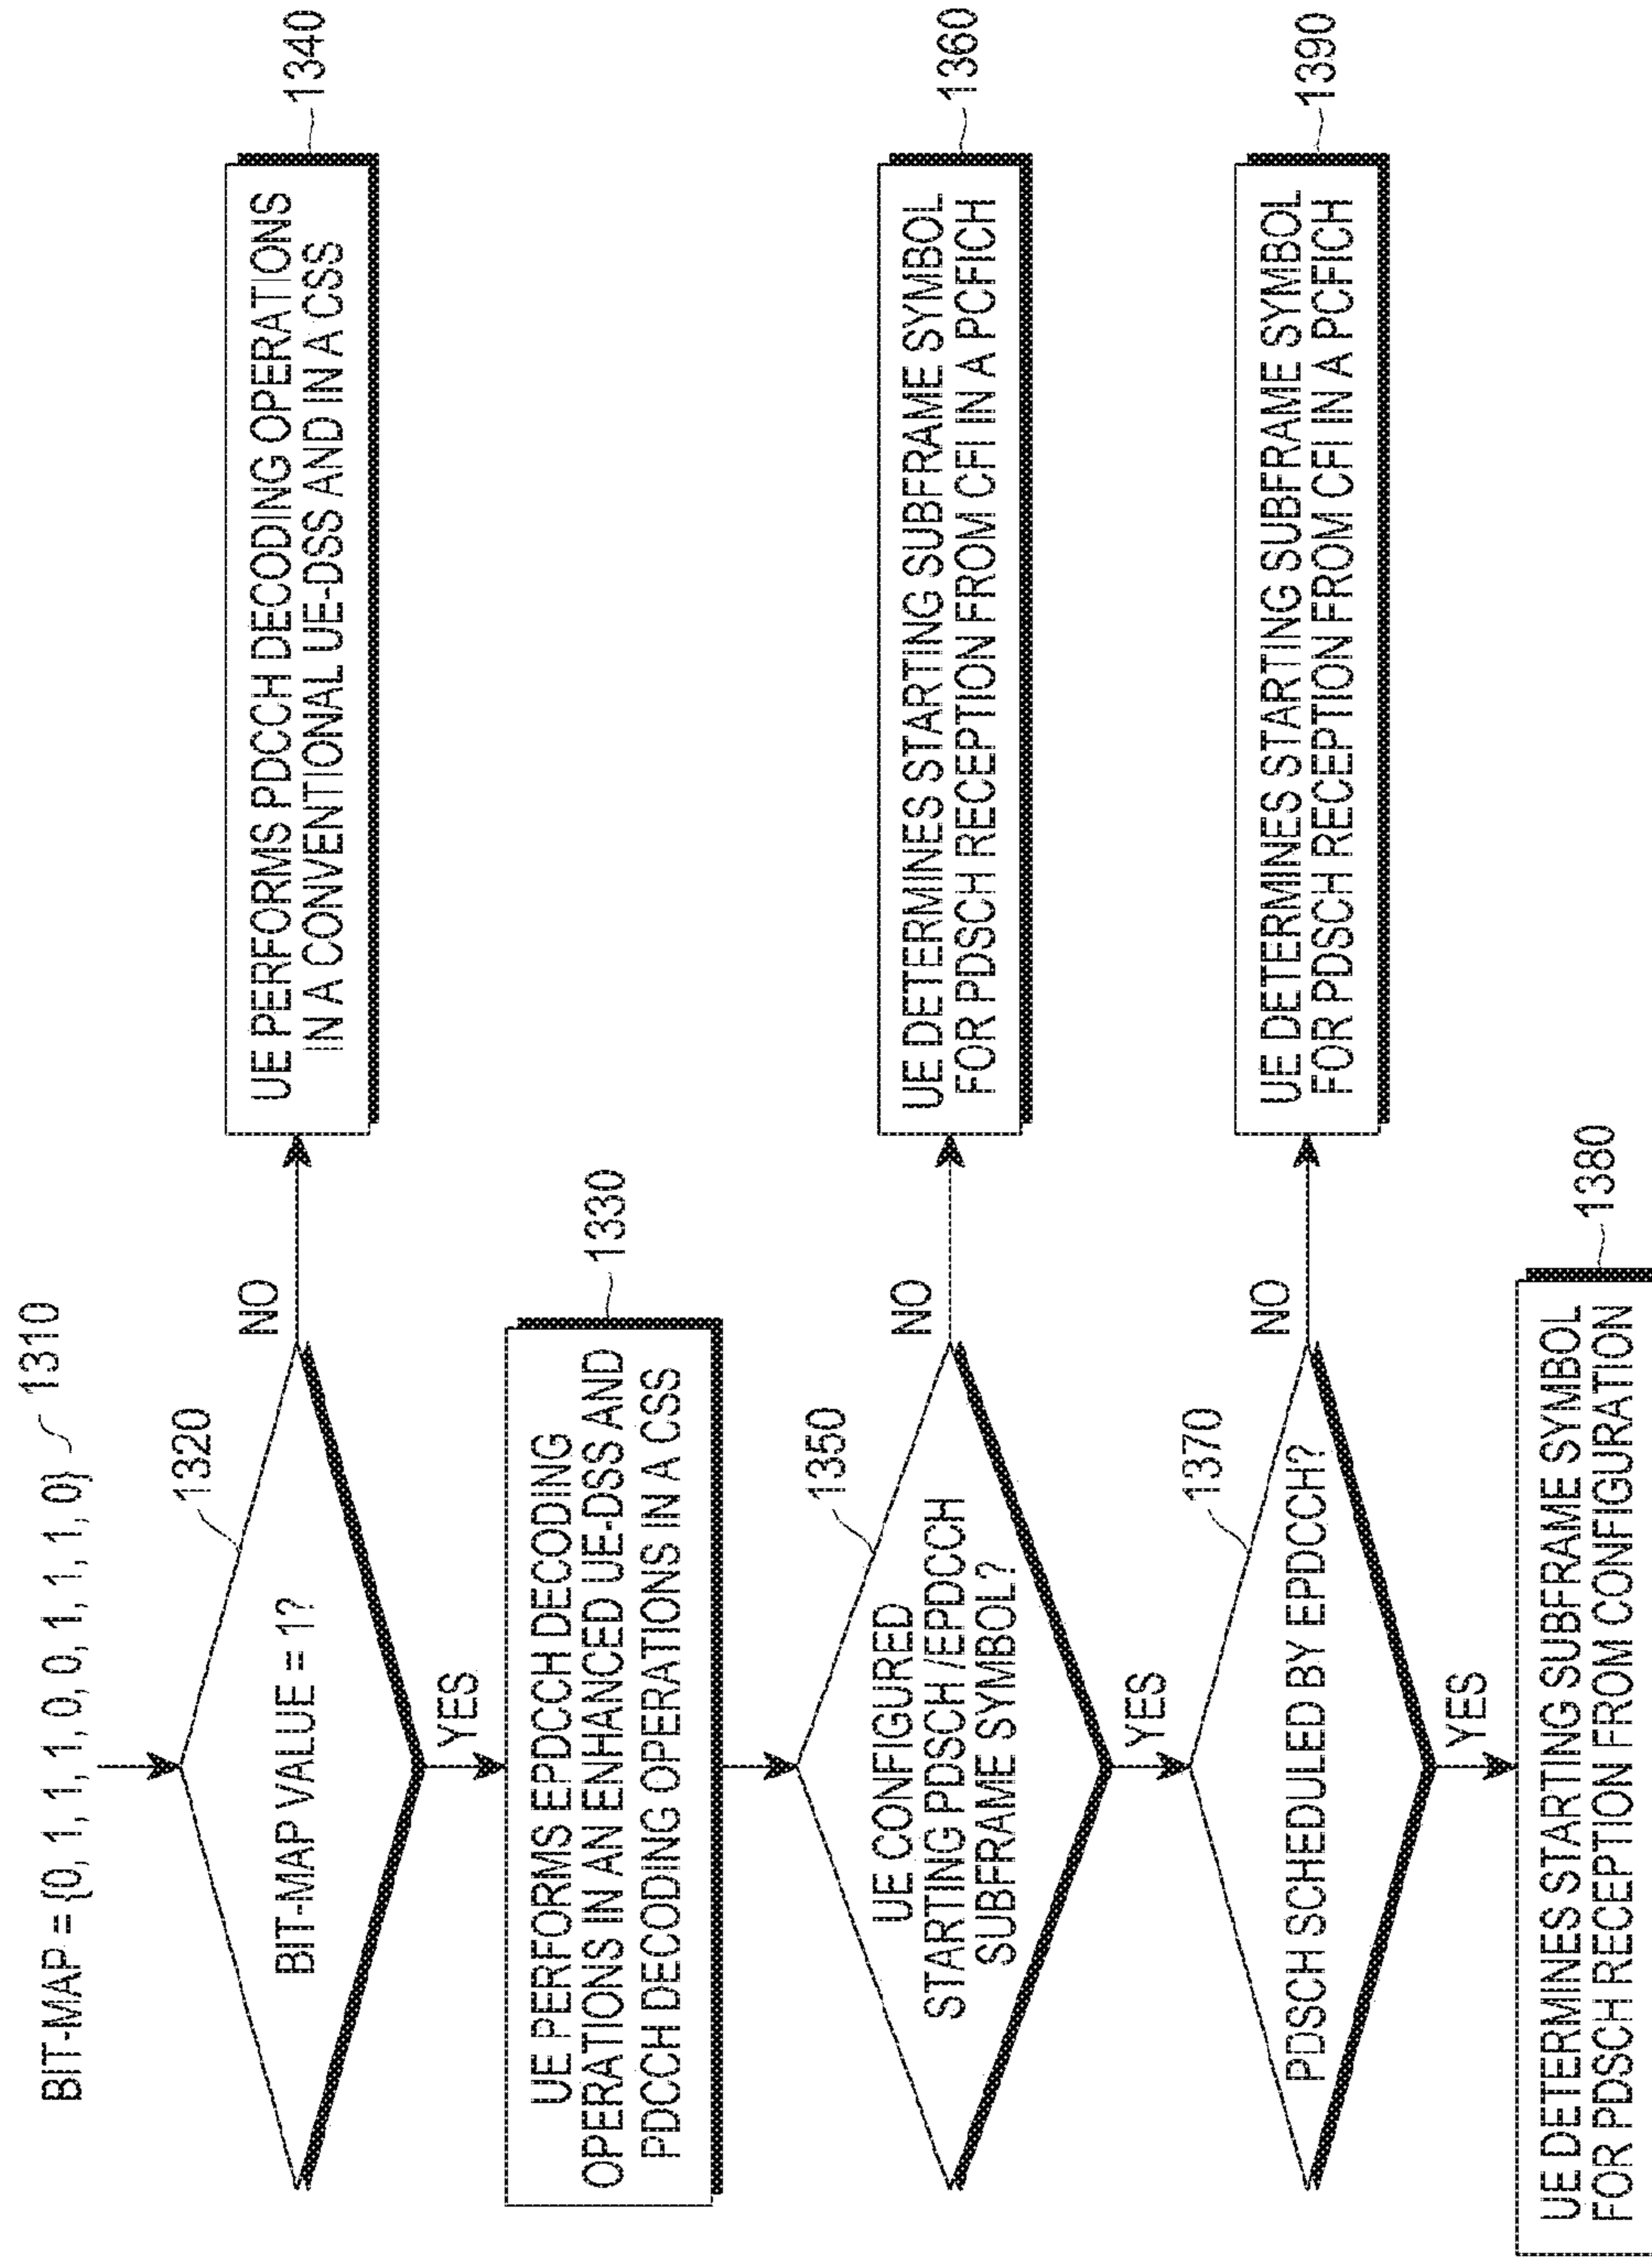 BIT-MAP = {0, 1, 1, 1, 0, 0, 1, 1, 1, 0}
1310
1320
BIT-MAP VALUE = 1?
NO
UE PERFORMS PDCCH DECODING OPERATIONS
IN A CONVENTIONAL UE-DSS AND IN A CSS
1340
YES
UE PERFORMS EPDCCH DECODING
OPERATIONS IN AN ENHANCED UE-DSS AND
PDCCH DECODING OPERATIONS IN A CSS
1330
1350
UE CONFIGURED
STARTING PDSCH /EPDCCH
SUBFRAME SYMBOL?
NO
UE DETERMINES STARTING SUBFRAME SYMBOL
FOR PDSCH RECEPTION FROM CFI IN A PCFICH
1360
YES
1370
PDSCH SCHEDULED BY EPDCCH?
NO
UE DETERMINES STARTING SUBFRAME SYMBOL
FOR PDSCH RECEPTION FROM CFI IN A PCFICH
1390
YES
UE DETERMINES STARTING SUBFRAME SYMBOL
FOR PDSCH RECEPTION FROM CONFIGURATION
1380